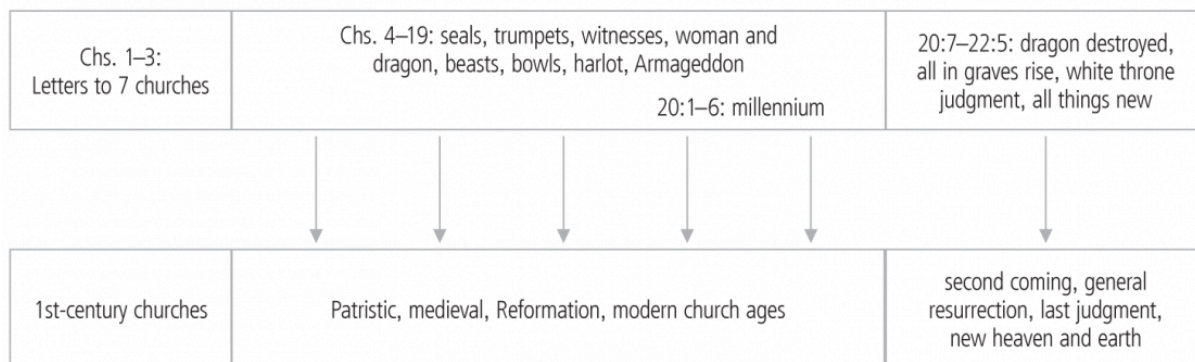 Chs. 1–3:
Letters to 7 churches
Chs. 4–19: seals, trumpets, witnesses, woman and
dragon, beasts, bowls, harlot, Armageddon
20:1–6: millennium
20:7–22:5: dragon destroyed,
all in graves rise, white throne
judgment, all things new
1st-century churches
Patristic, medieval, Reformation, modern church ages
second coming, general
resurrection, last judgment,
new heaven and earth